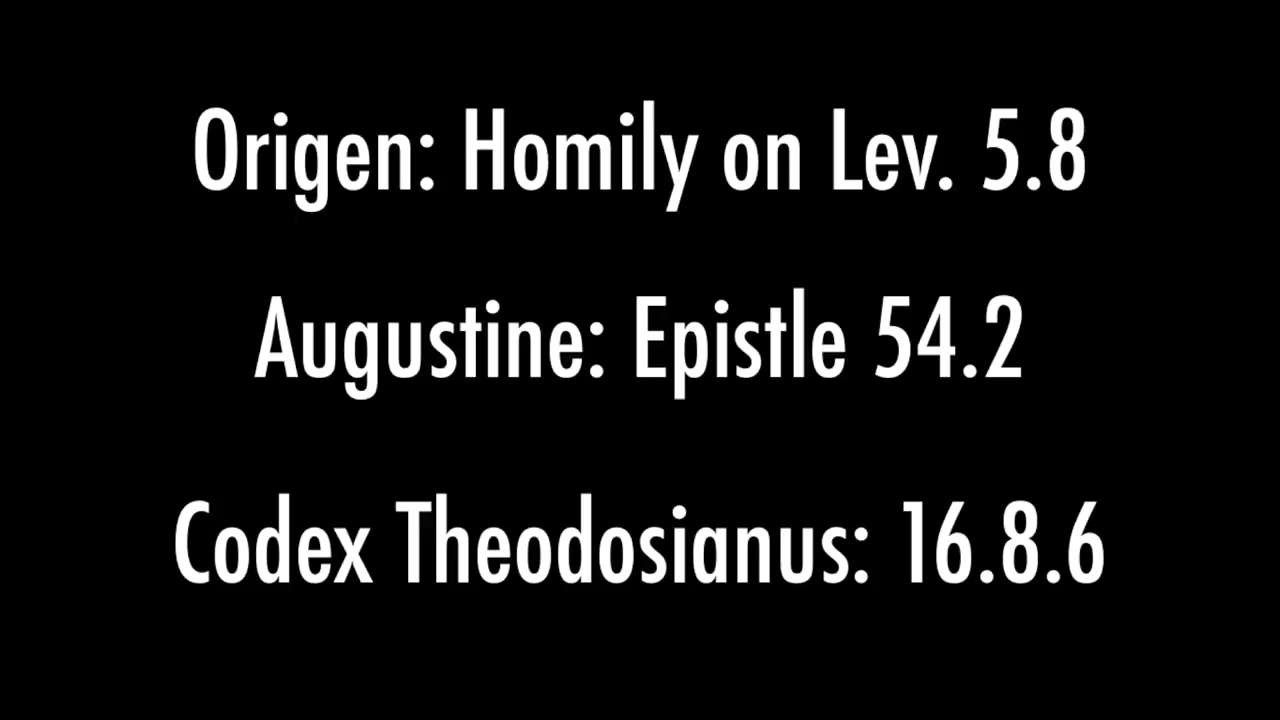 Origen: Homily on Lev. 5.8
Augustine: Epistle 54.2
Codex Theodosianus: 16.8.6